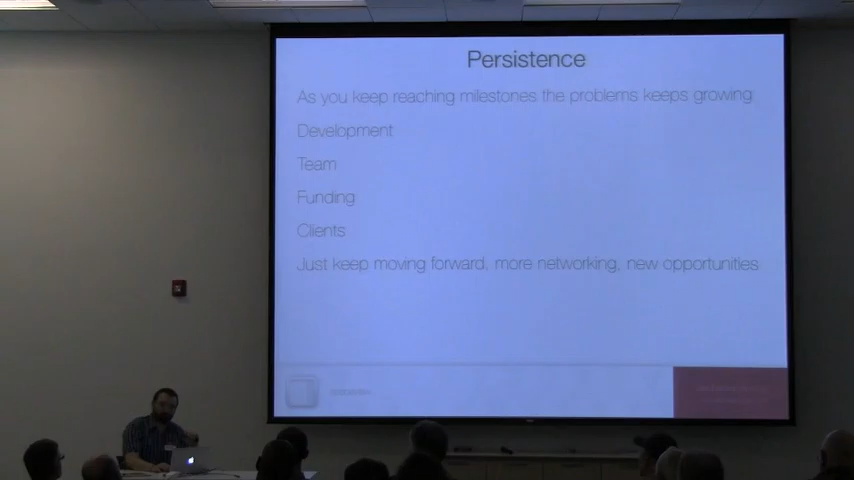 Persistence
As you keep reaching milestones the problems keeps growing
Development
Team
Funding
Clients
Just keep moving forward, more networking, new opportunities